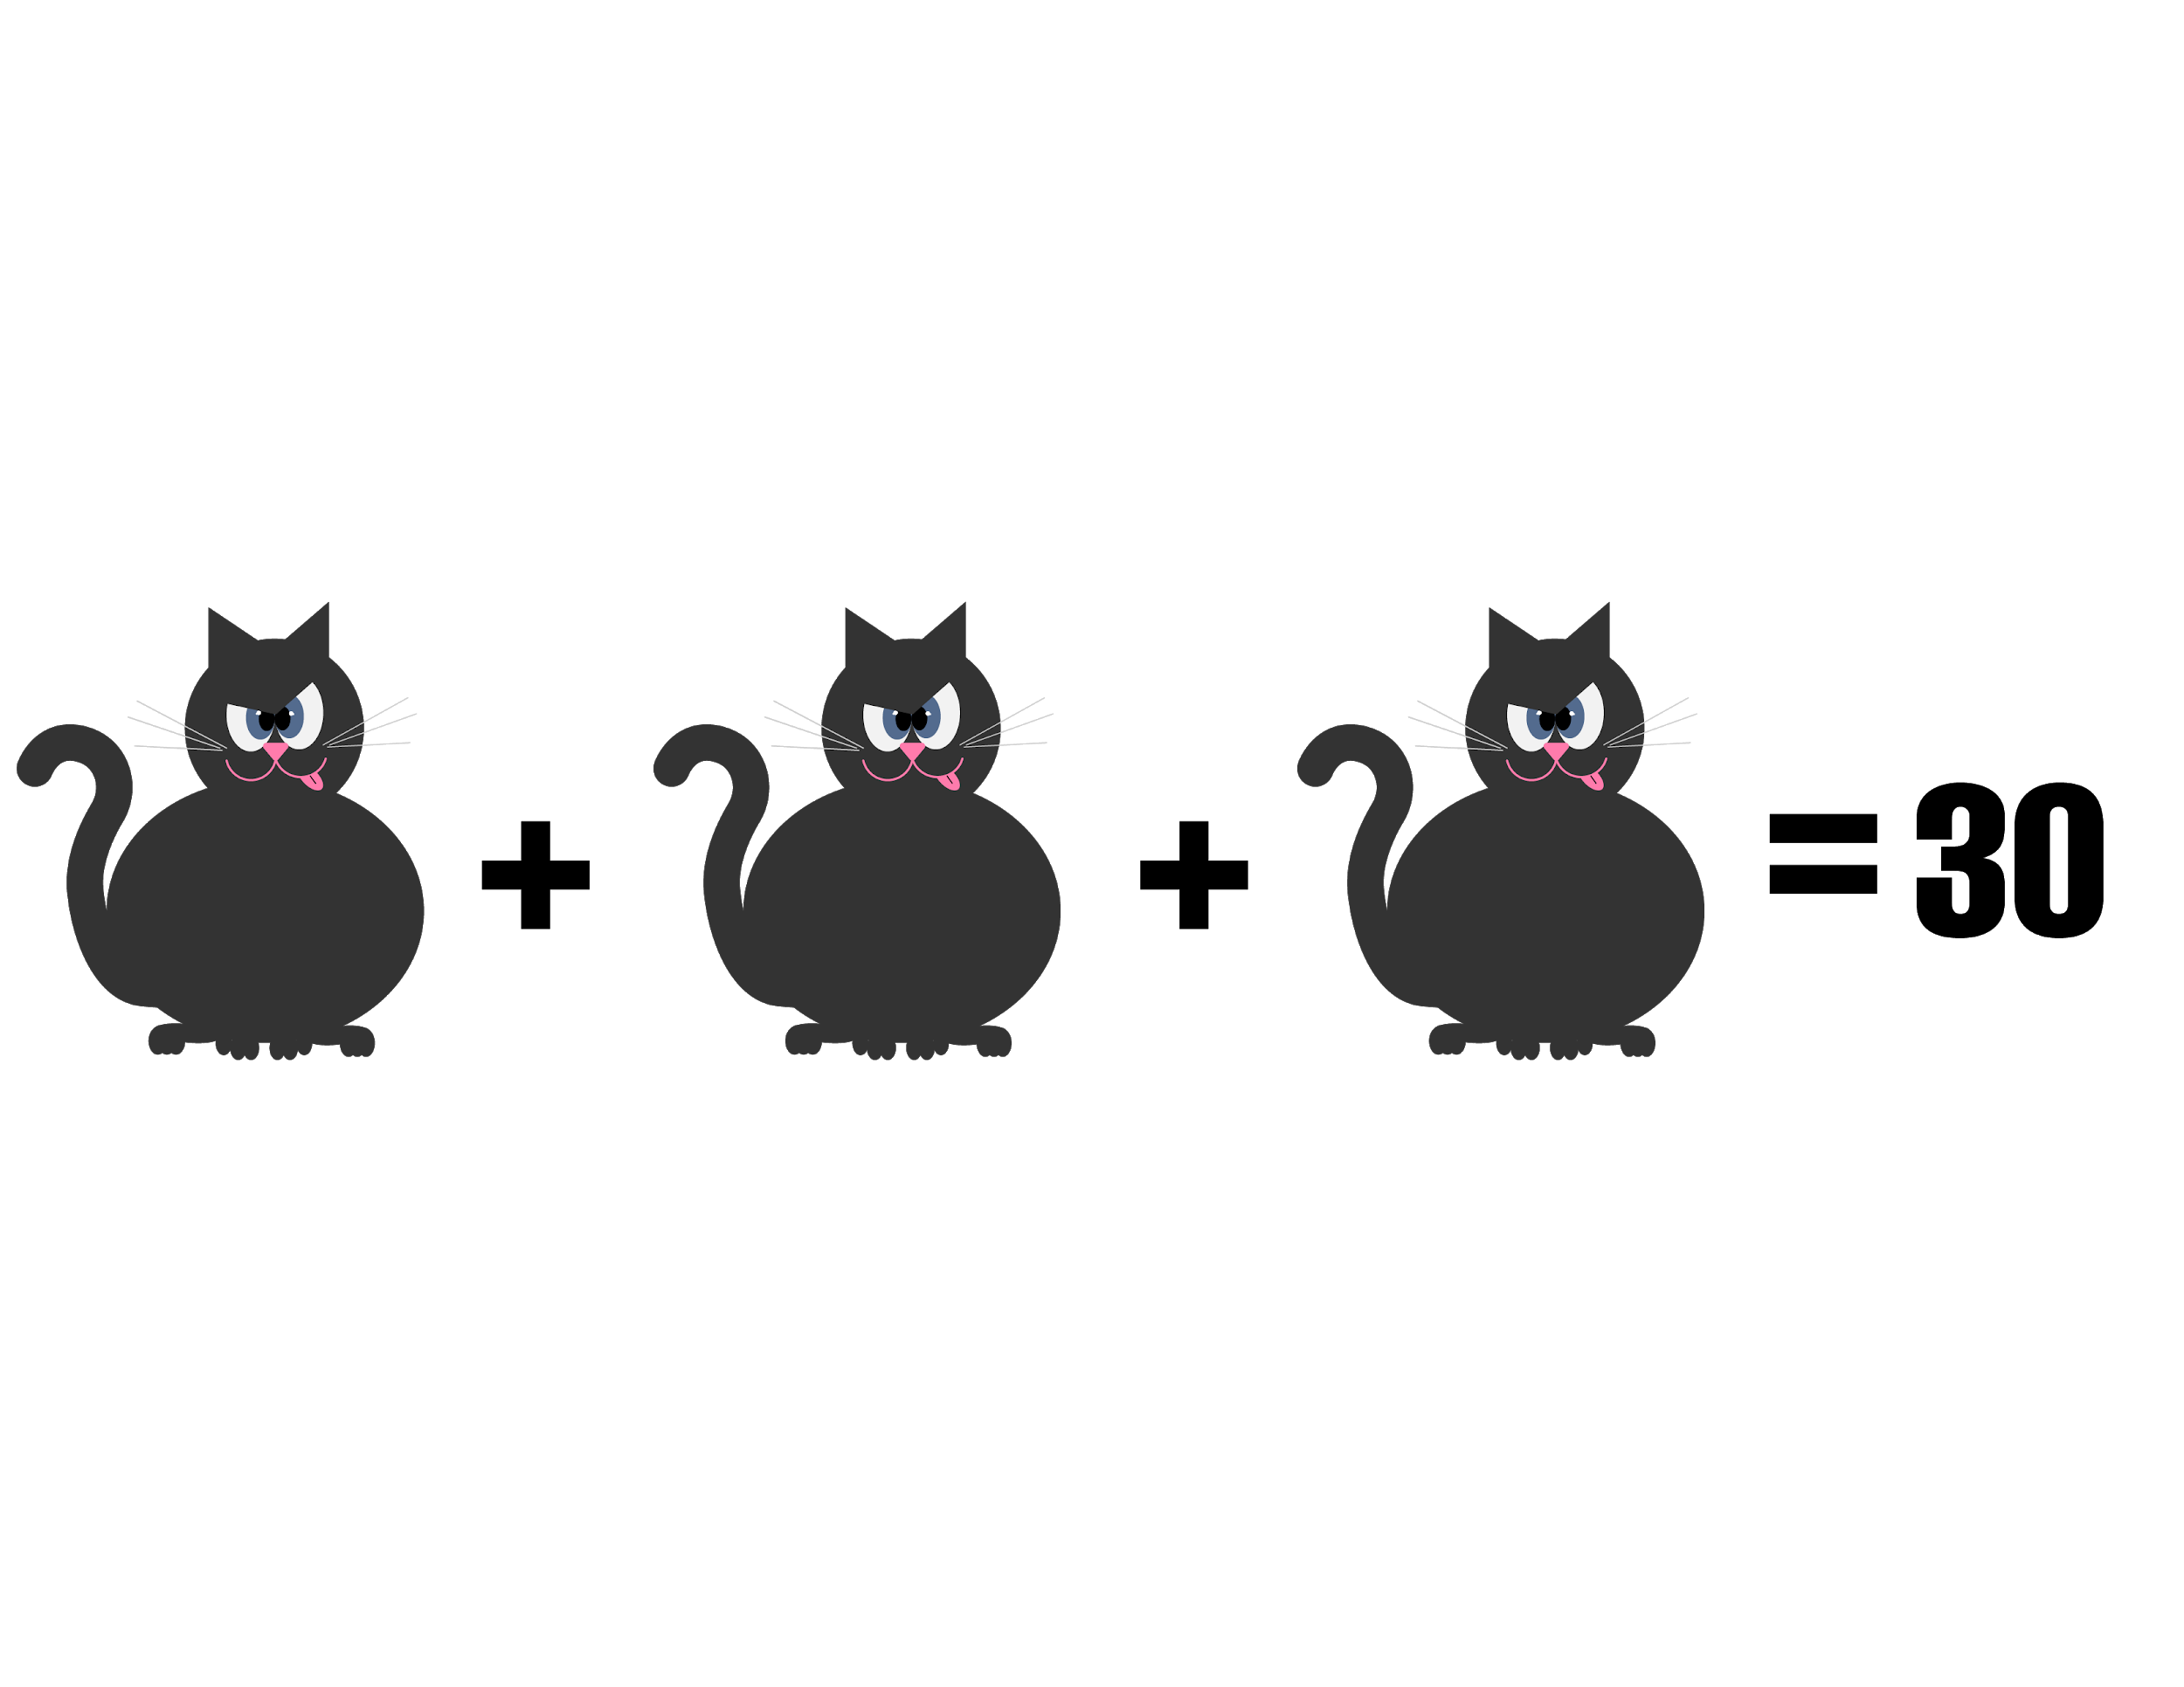 + + =30